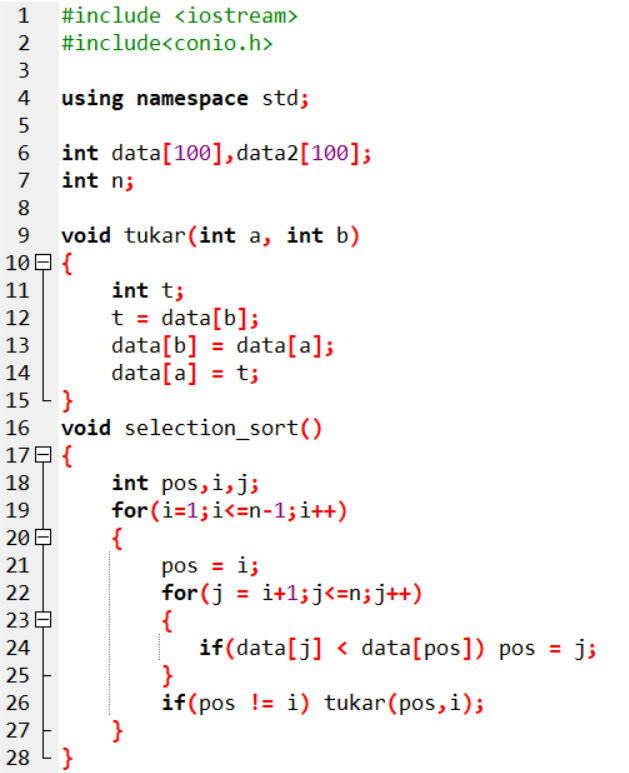 1 #include <iostream>
2 #include<conio.h>
3
4 using namespace std;
5
6 int data[100],data2[100];
7 int n;
8
9 void tukar(int a, int b)
10 {
11     int t;
12     t = data[b];
13     data[b] = data[a];
14     data[a] = t;
15 }
16 void selection_sort()
17 {
18     int pos,i,j;
19     for(i=1;i<=n-1;i++)
20     {
21         pos = i;
22         for(j = i+1;j<=n;j++)
23         {
24            if(data[j] < data[pos]) pos = j;
25         }
26         if(pos != i) tukar(pos,i);
27     }
28 }